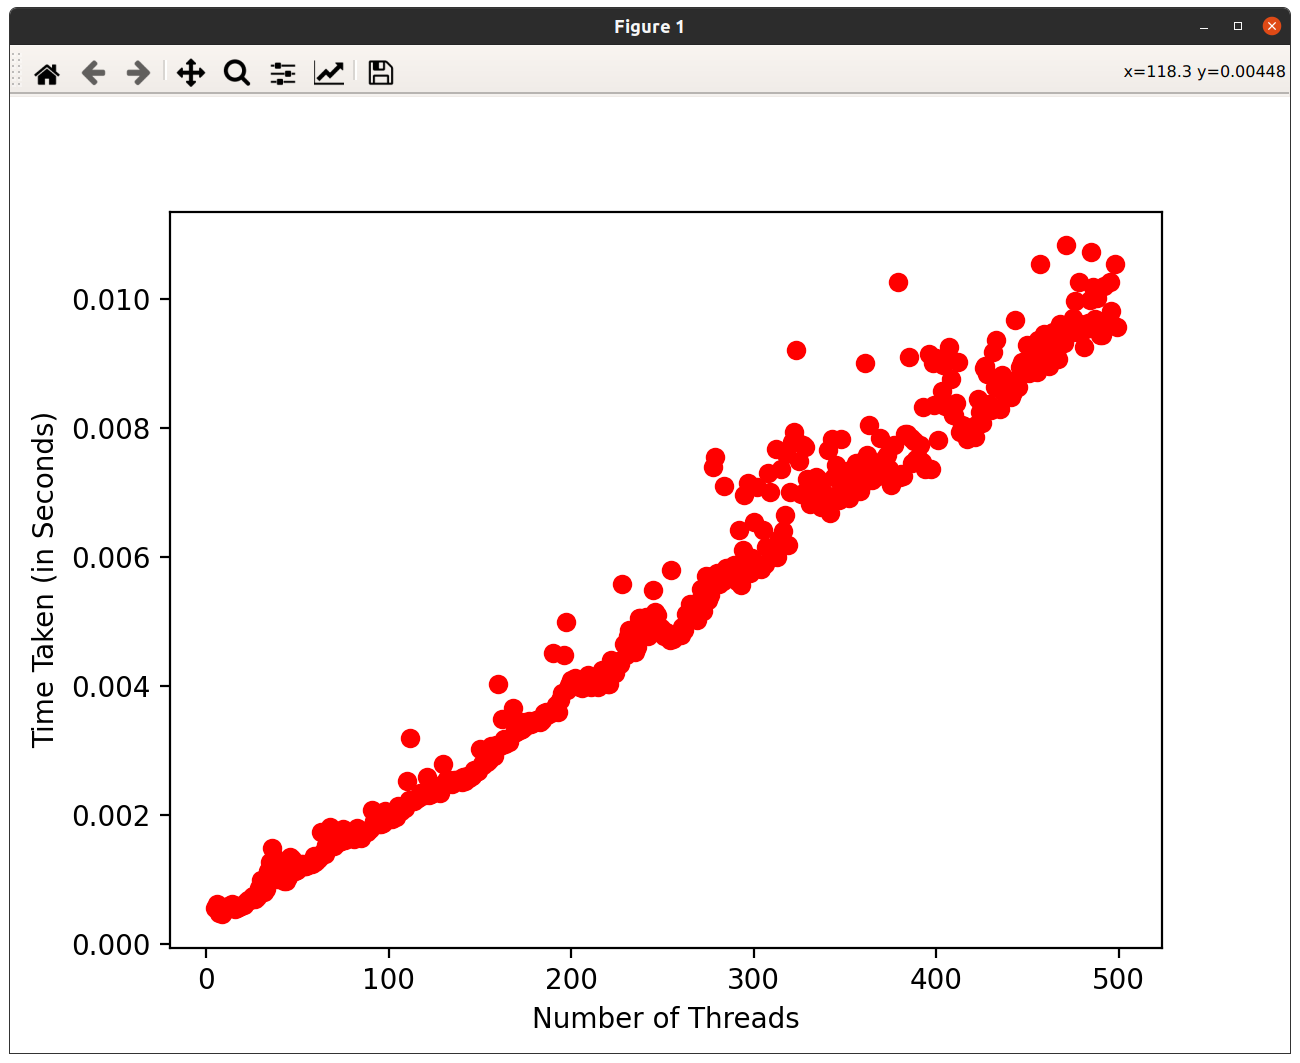 Figure 1
x=118.3 y=0.00448
0.010
0.008
0.006
0.004
0.002
0.000
Time Taken (in Seconds)
0 100 200 300 400 500
Number of Threads